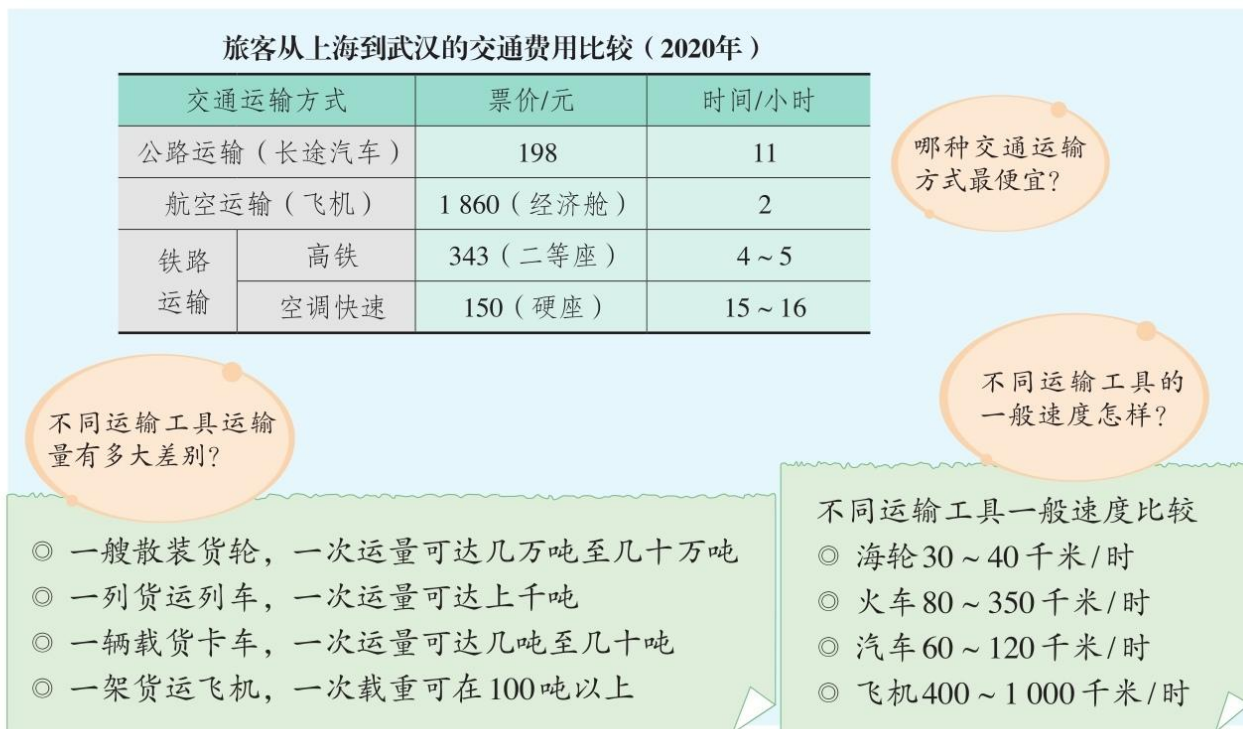 旅客从上海到武汉的交通费用比较（2020年）
交通运输方式 票价/元 时间/小时
公路运输（长途汽车） 198 11
航空运输（飞机） 1 860（经济舱） 2
铁路运输 高铁 343（二等座） 4～5
空调快速 150（硬座） 15～16
哪种交通运输
方式最便宜？
不同运输工具运输
量有多大差别？
不同运输工具的
一般速度怎样？
◎ 一艘散装货轮，一次运量可达几万吨至几十万吨
◎ 一列货运列车，一次运量可达上千吨
◎ 一辆载货卡车，一次运量可达几吨至几十吨
◎ 一架货运飞机，一次载重可在100吨以上
不同运输工具一般速度比较
◎ 海轮30～40千米/时
◎ 火车80～350千米/时
◎ 汽车60～120千米/时
◎ 飞机400～1 000千米/时